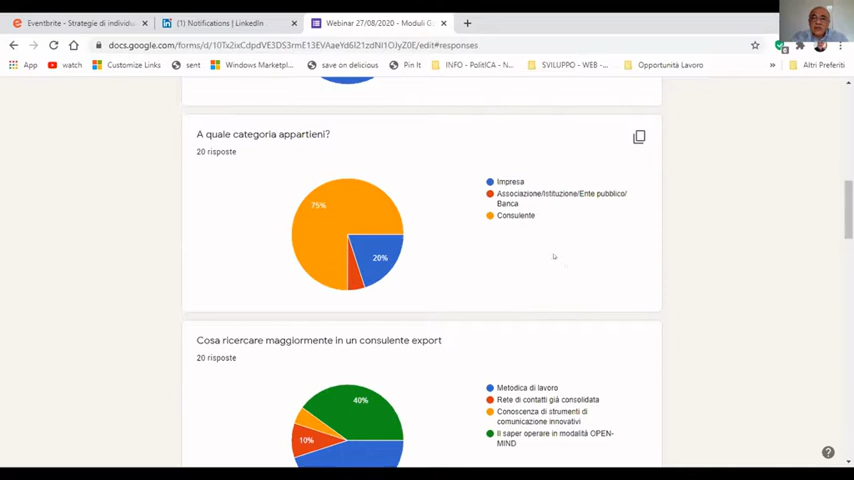 Eventbrite - Strategie di individu
(1) Notifications | LinkedIn
Webinar 27/08/2020 - Moduli G
docs.google.com/forms/d/10Tx2ixCdpdVE3DS3rmE13EVAaeYd6l21zdNI1OJyZ0E/edit#responses
App
watch
Customize Links
sent
Windows Marketpl...
save on delicious
Pin It
INFO - PolitICA - N...
SVILUPPO - WEB -...
Opportunità Lavoro
»
Altri Preferiti
A quale categoria appartieni?
20 risposte
75%
20%
Impresa
Associazione/Istituzione/Ente pubblico/
Banca
Consulente
Cosa ricercare maggiormente in un consulente export
20 risposte
40%
10%
Metodica di lavoro
Rete di contatti già consolidata
Conoscenza di strumenti di
comunicazione innovativi
Il saper operare in modalità OPEN-
MIND